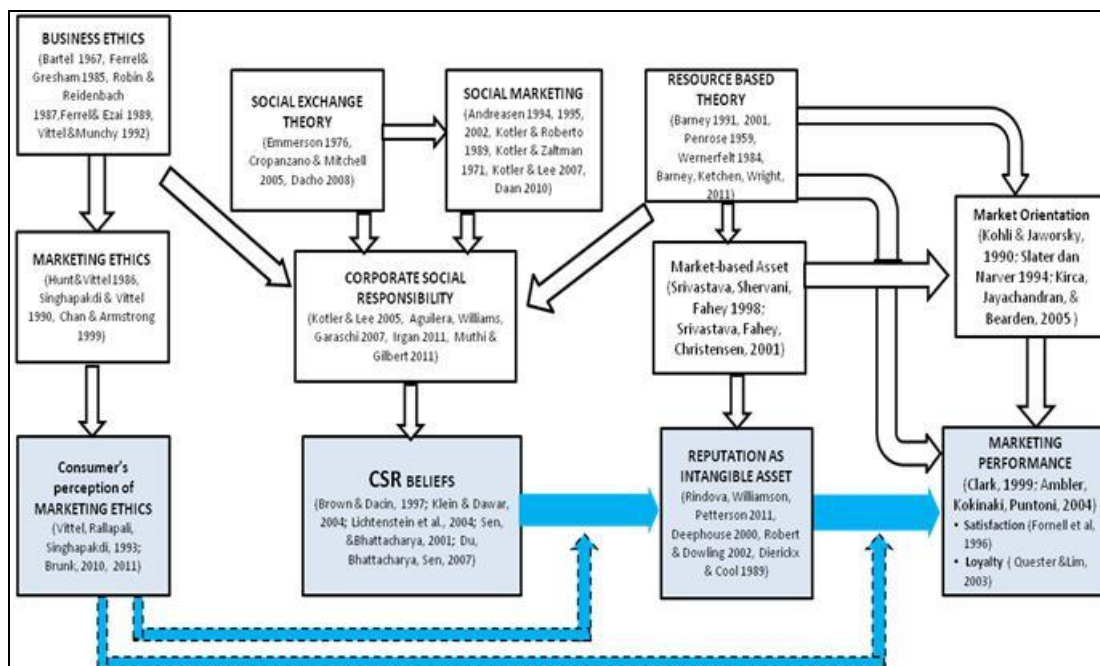 BUSINESS ETHICS
(Bartel 1967, Ferrel&
Gresham 1985, Robin &
Reidenbach
1987,Ferrel& Ezai 1989,
Vittel &Munchy 1992)
SOCIAL EXCHANGE
THEORY
(Emmerson 1976,
Cropanzano & Mitchell
2005, Dacho 2008)
SOCIAL MARKETING
(Andreasen 1994, 1995,
2002, Kotler & Roberto
1989, Kotler & Zaltman
1971, Kotler & Lee 2007,
Daan 2010)
RESOURCE BASED
THEORY
(Barney 1991, 2001,
Penrose 1959,
Wernerfelt 1984,
Barney, Ketchen, Wright,
2011)
MARKETING ETHICS
(Hunt&Vittel 1986,
Singhapakdi & Vittel
1990, Chan & Armstrong
1999)
CORPORATE SOCIAL
RESPONSIBILITY
(Kotler & Lee 2005, Aguilera, Williams,
Garaschi 2007, Irgan 2011, Muthi &
Gilbert 2011)
Market-based Asset
(Srivastava, Shervani,
Fahey 1998;
Srivastava, Fahey,
Christensen, 2001)
Market Orientation
(Kohli & Jaworsky,
1990; Slater dan
Narver 1994; Kirca,
Jayachandran, &
Bearden, 2005 )
Consumer's
perception of
MARKETING ETHICS
(Vittel, Rallapali,
Singhapakdi, 1993;
Brunk, 2010, 2011)
CSR BELIEFS
(Brown & Dacin, 1997; Klein & Dawar,
2004; Lichtenstein et al., 2004; Sen,
&Bhattacharya, 2001; Du,
Bhattacharya, Sen, 2007)
REPUTATION AS
INTANGIBLE ASSET
(Rindova, Williamson,
Petterson 2011,
Deephouse 2000, Robert
& Dowling 2002, Dierickx
& Cool 1989)
MARKETING
PERFORMANCE
(Clark, 1999; Ambler,
Kokinaki, Puntoni, 2004)
• Satisfaction (Fornell et al,
1996)
• Loyalty ( Quester &Lim,
2003)